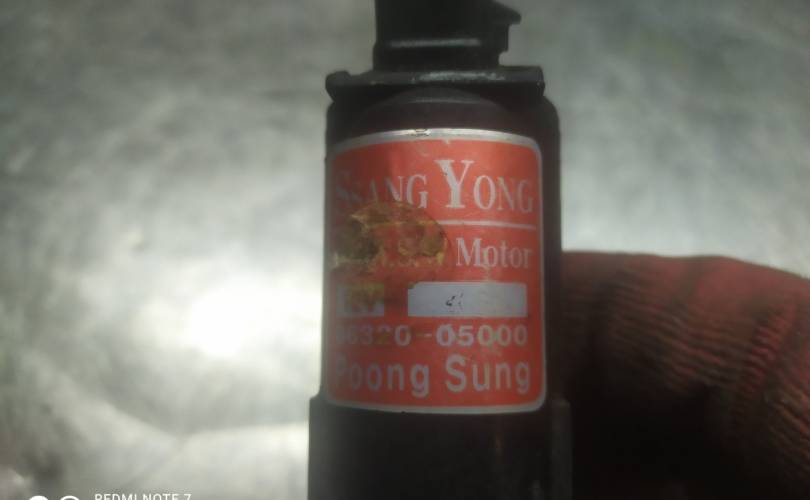 SSANG YONG
Motor
36320-05000
Poong Sung
REDMI NOTE 7